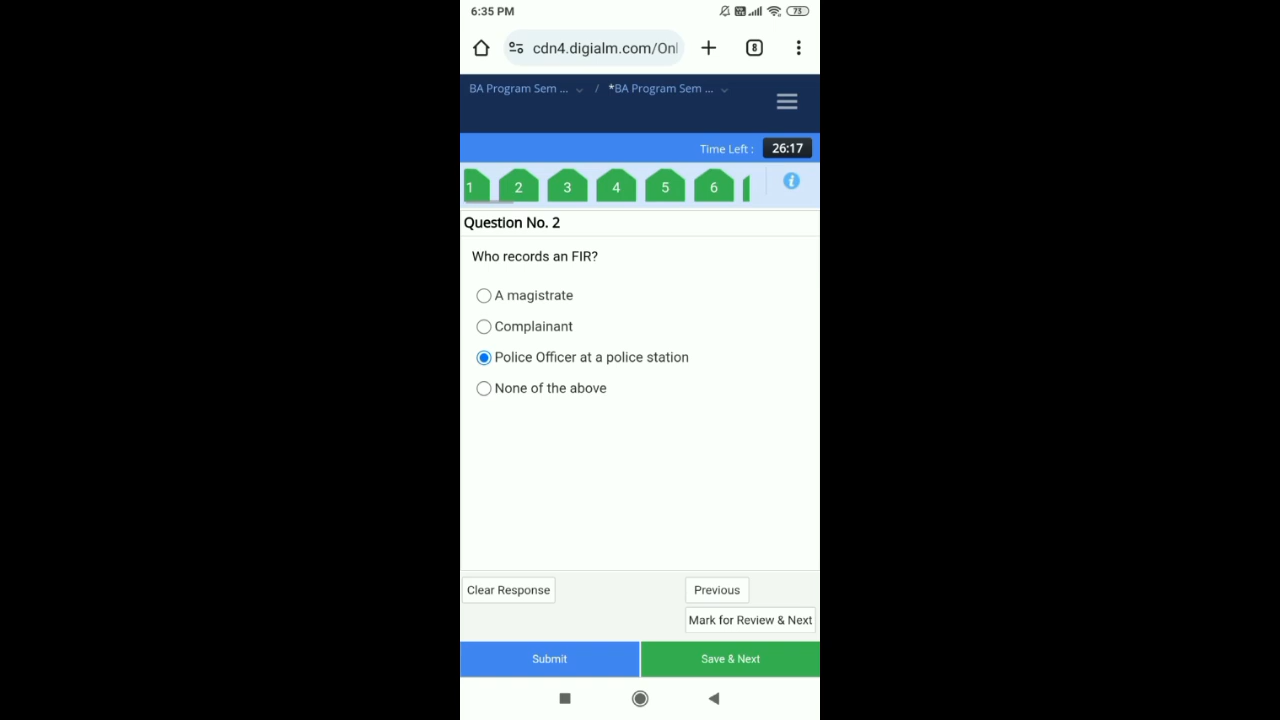 6:35 PM
73
cdn4.digialm.com/Onl
8
BA Program Sem ... / *BA Program Sem ...
Time Left : 26:17
1 2 3 4 5 6
Question No. 2
Who records an FIR?
A magistrate
Complainant
Police Officer at a police station
None of the above
Clear Response
Previous
Mark for Review & Next
Submit
Save & Next